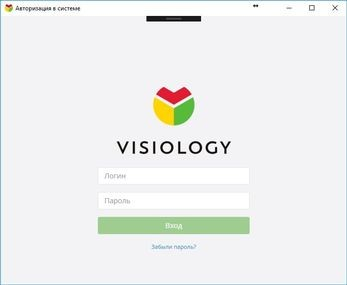 Авторизация в системе
VISIOLOGY
Логин
Пароль
Вход
Забыли пароль?